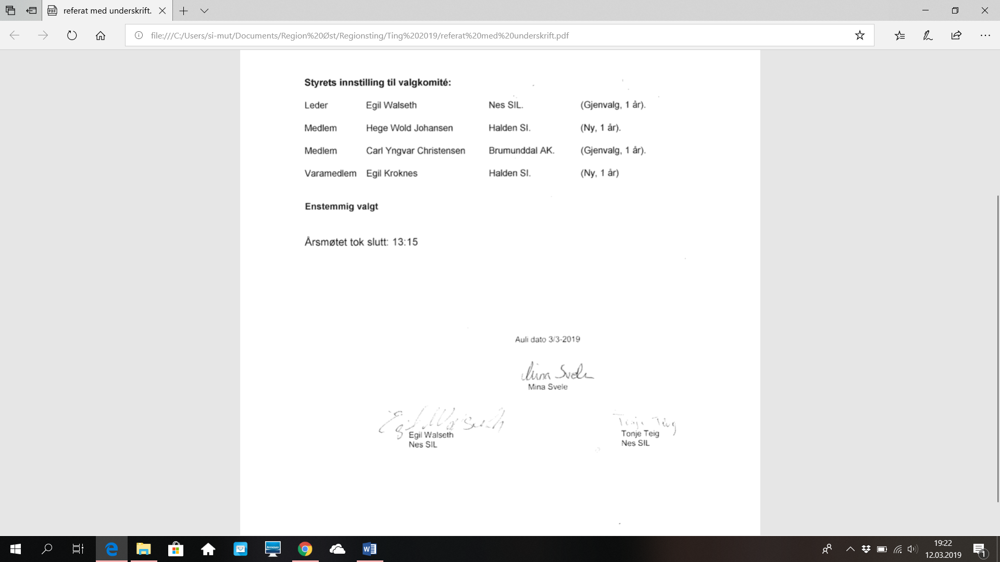 referat med underskrift.
file:///C:/Users/si-mut/Documents/Region%20Øst/Regionsting/Ting%202019/referat%20med%20underskrift.pdf
Styrets innstilling til valgkomité:
Leder Egil Walseth Nes SIL. (Gjenvalg, 1 år).
Medlem Hege Wold Johansen Halden SI. (Ny, 1 år).
Medlem Carl Yngvar Christensen Brumunddal AK. (Gjenvalg, 1 år).
Varamedlem Egil Kroknes Halden SI. (Ny, 1 år)
Enstemmig valgt
Årsmøtet tok slutt: 13:15
Auli dato 3/3-2019
Mina Svele
Mina Svele
Egil Walseth
Tonje Teig
Egil Walseth
Tonje Teig
Nes SIL
Nes SIL
19:22
12.03.2019
1